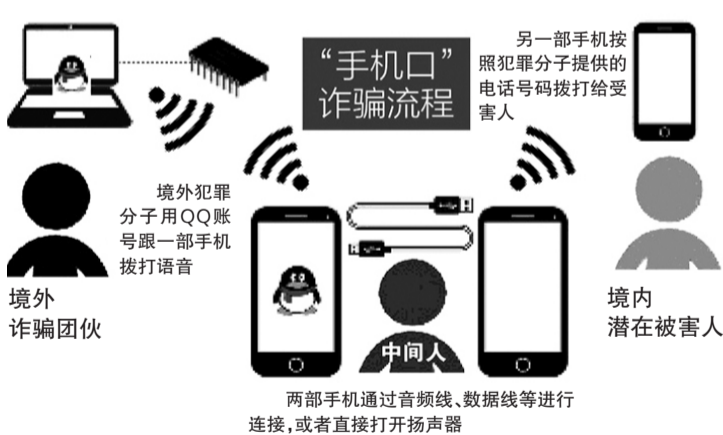 “手机口”
诈骗流程
另一部手机按
照犯罪分子提供的
电话号码拨打给受
害人
境外犯罪
分子用QQ账
号跟一部手机
拨打语音
境外
诈骗团伙
中间人
境内
潜在被害人
两部手机通过音频线、数据线等进行
连接,或者直接打开扬声器